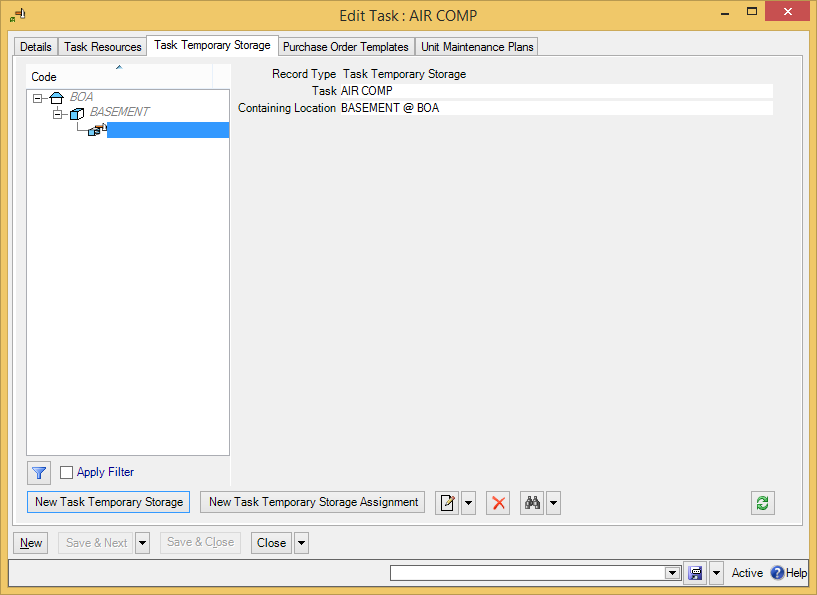 Edit Task : AIR COMP
Details Task Resources Task Temporary Storage Purchase Order Templates Unit Maintenance Plans
Code
BOA
BASEMENT
Record Type Task Temporary Storage
Task AIR COMP
Containing Location BASEMENT @ BOA
Apply Filter
New Task Temporary Storage New Task Temporary Storage Assignment
New Save & Next Save & Close Close
Active Help